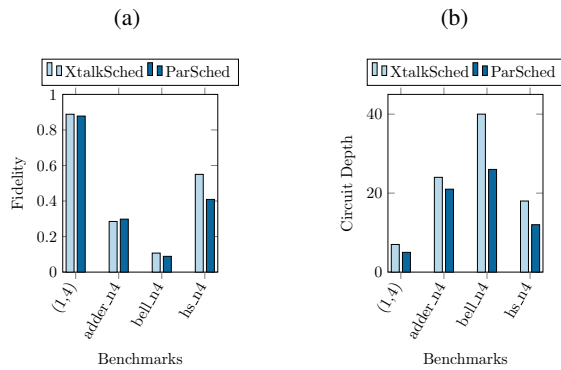 (a)
XtalkSched ParSched
1
0.8
0.6
0.4
0.2
0
Fidelity
(1,4)
adder_n4
bell_n4
hs_n4
Benchmarks
(b)
XtalkSched ParSched
40
20
0
Circuit Depth
(1,4)
adder_n4
bell_n4
hs_n4
Benchmarks